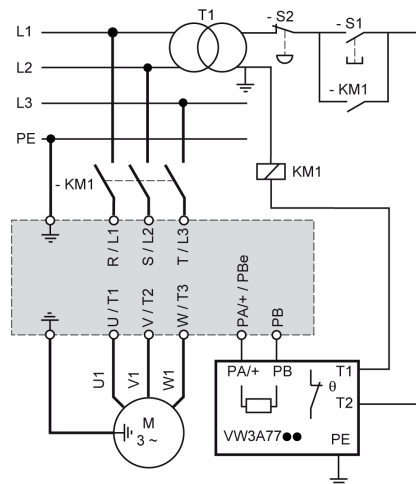 T1
- S2
- S1
L1
L2
- KM1
L3
PE
- KM1
KM1
R / L1
S / L2
T / L3
U / T1
V / T2
W / T3
PA/+ / PBe
PB
U1
V1
W1
M
3 ~
PA/+ PB
θ
T1
T2
VW3A77●●
PE